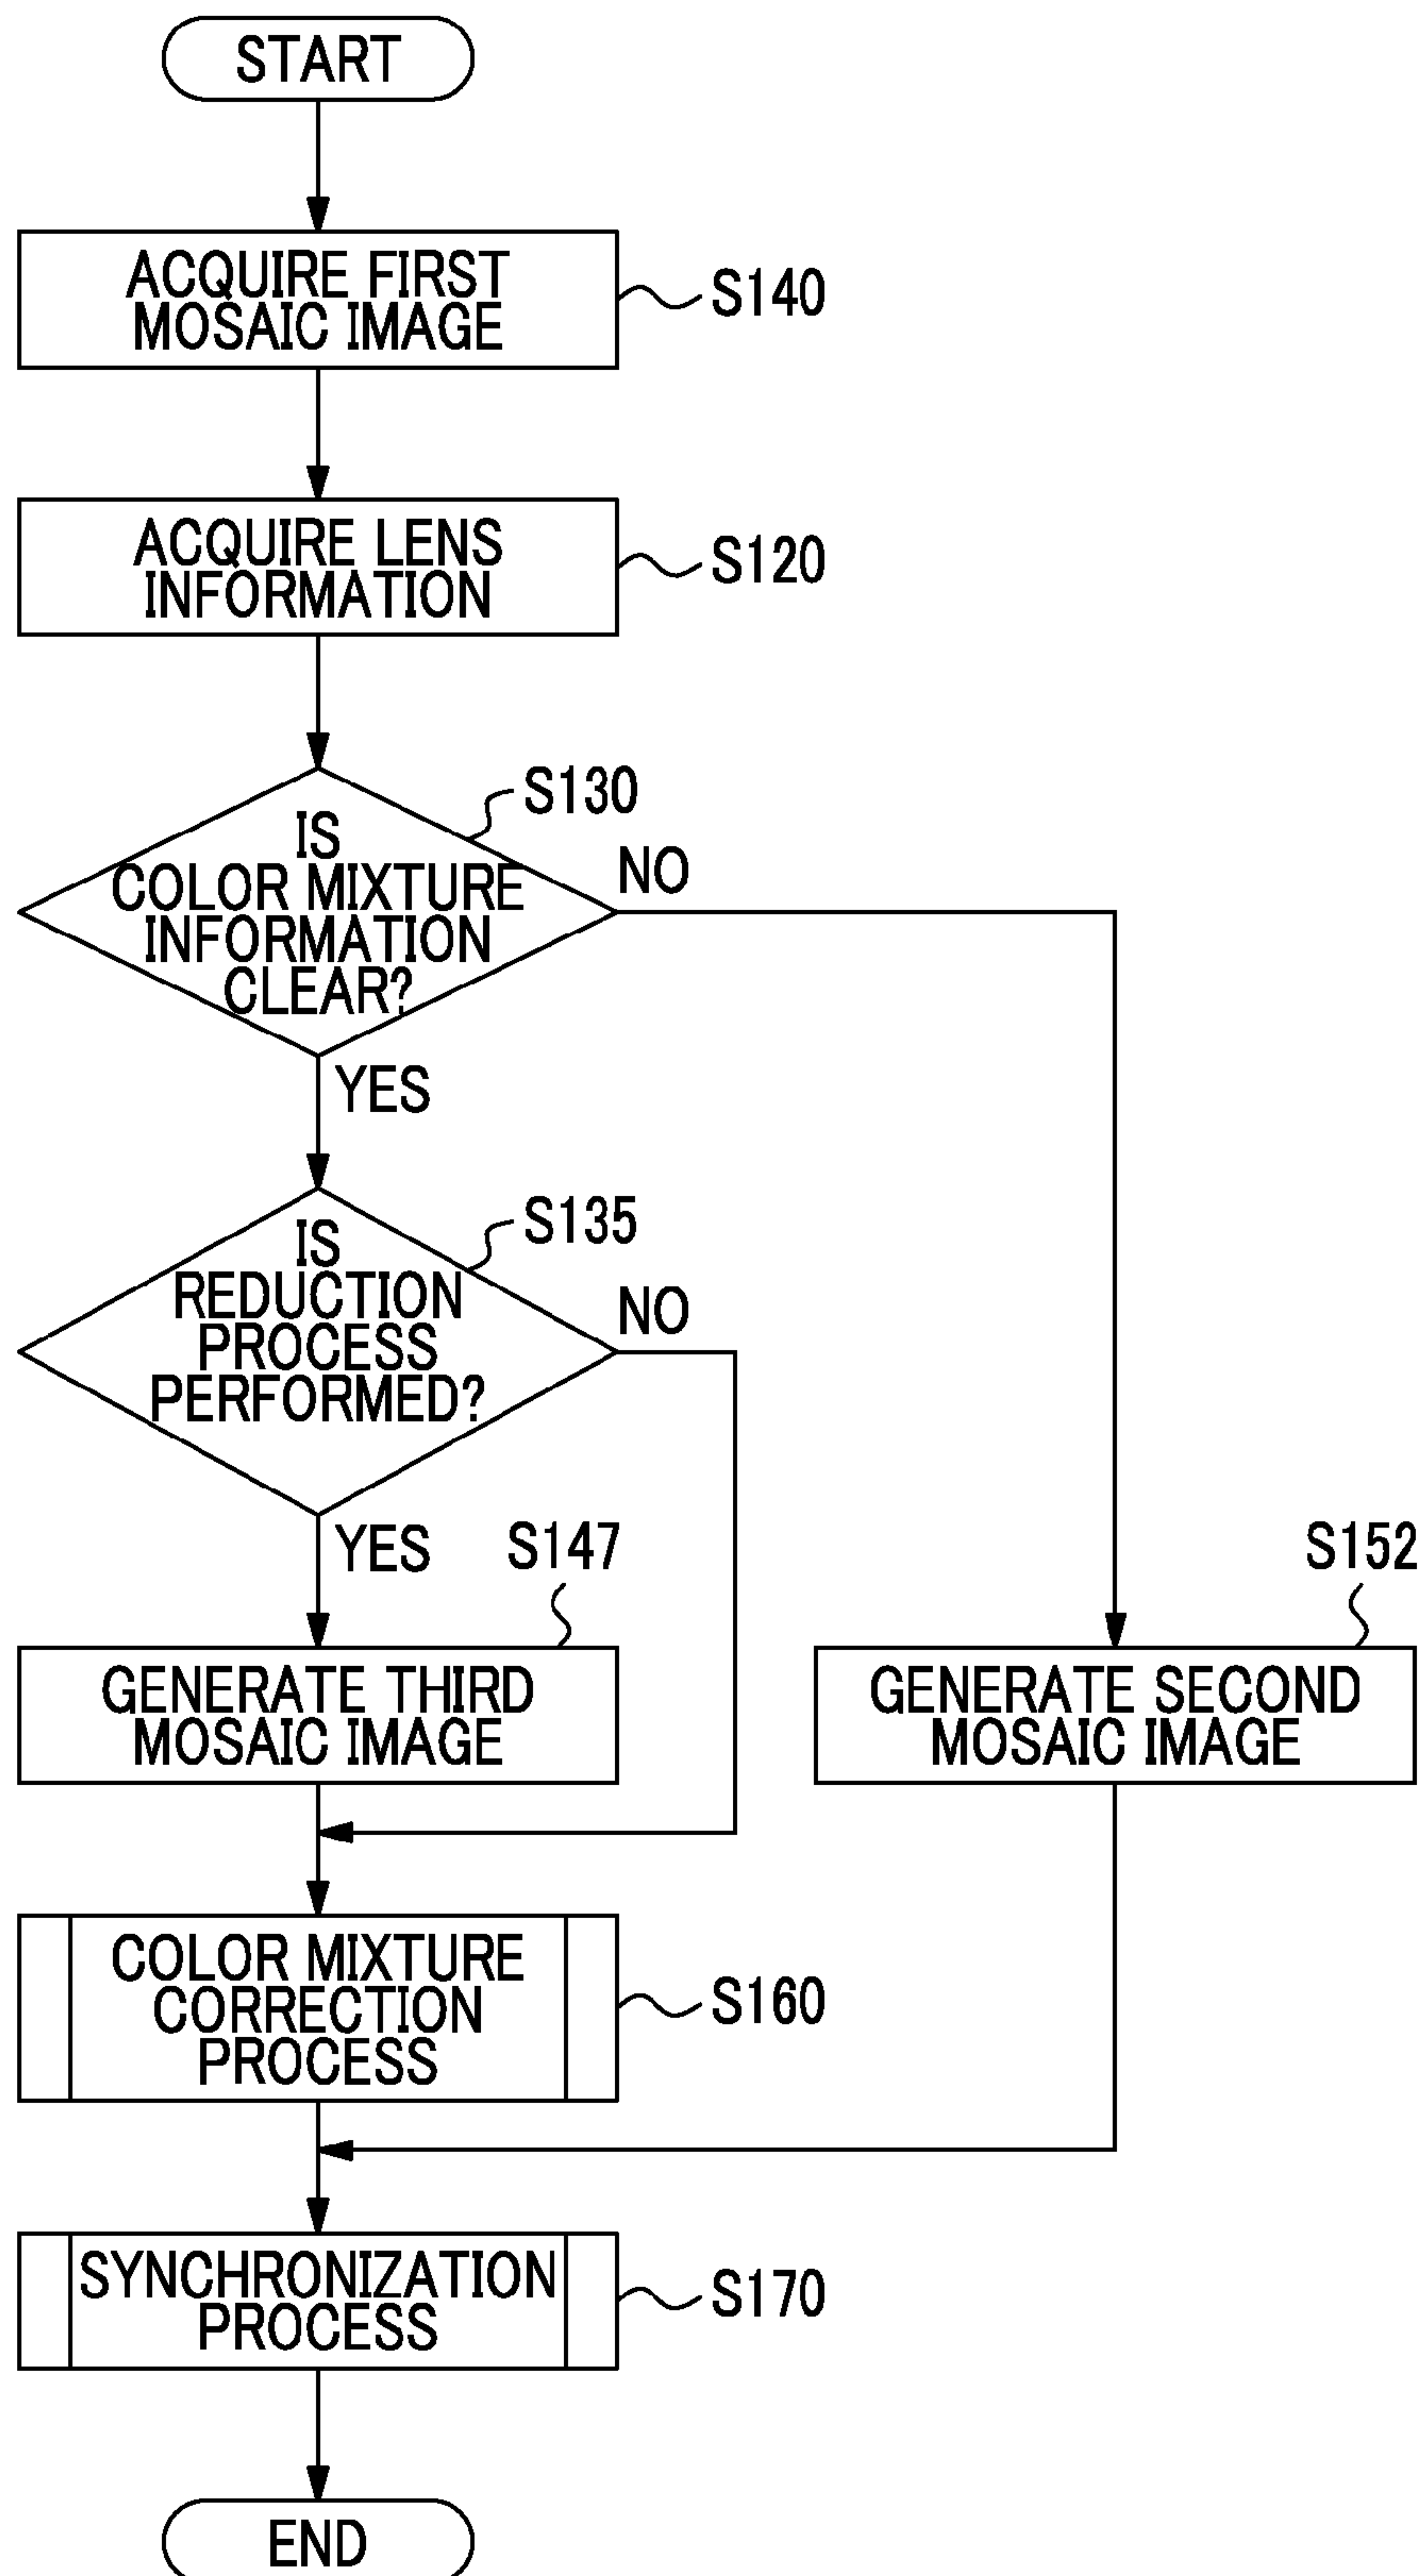 START
ACQUIRE FIRST
MOSAIC IMAGE
S140
ACQUIRE LENS
INFORMATION
S120
S130
IS
COLOR MIXTURE
INFORMATION
CLEAR?
NO
YES
S135
IS
REDUCTION
PROCESS
PERFORMED?
NO
YES
S147
S152
GENERATE THIRD
MOSAIC IMAGE
GENERATE SECOND
MOSAIC IMAGE
COLOR MIXTURE
CORRECTION
PROCESS
S160
SYNCHRONIZATION
PROCESS
S170
END